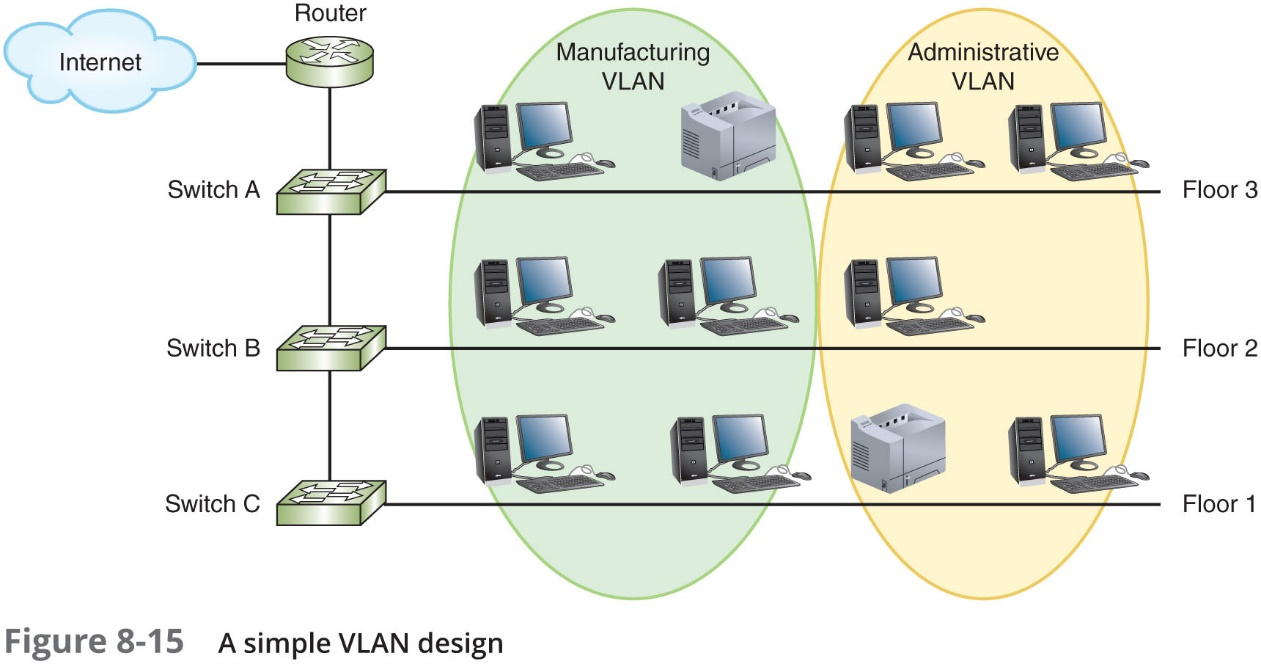 Router
Internet
Manufacturing
VLAN
Administrative
VLAN
Switch A
Floor 3
Switch B
Floor 2
Switch C
Floor 1
Figure 8-15 A simple VLAN design